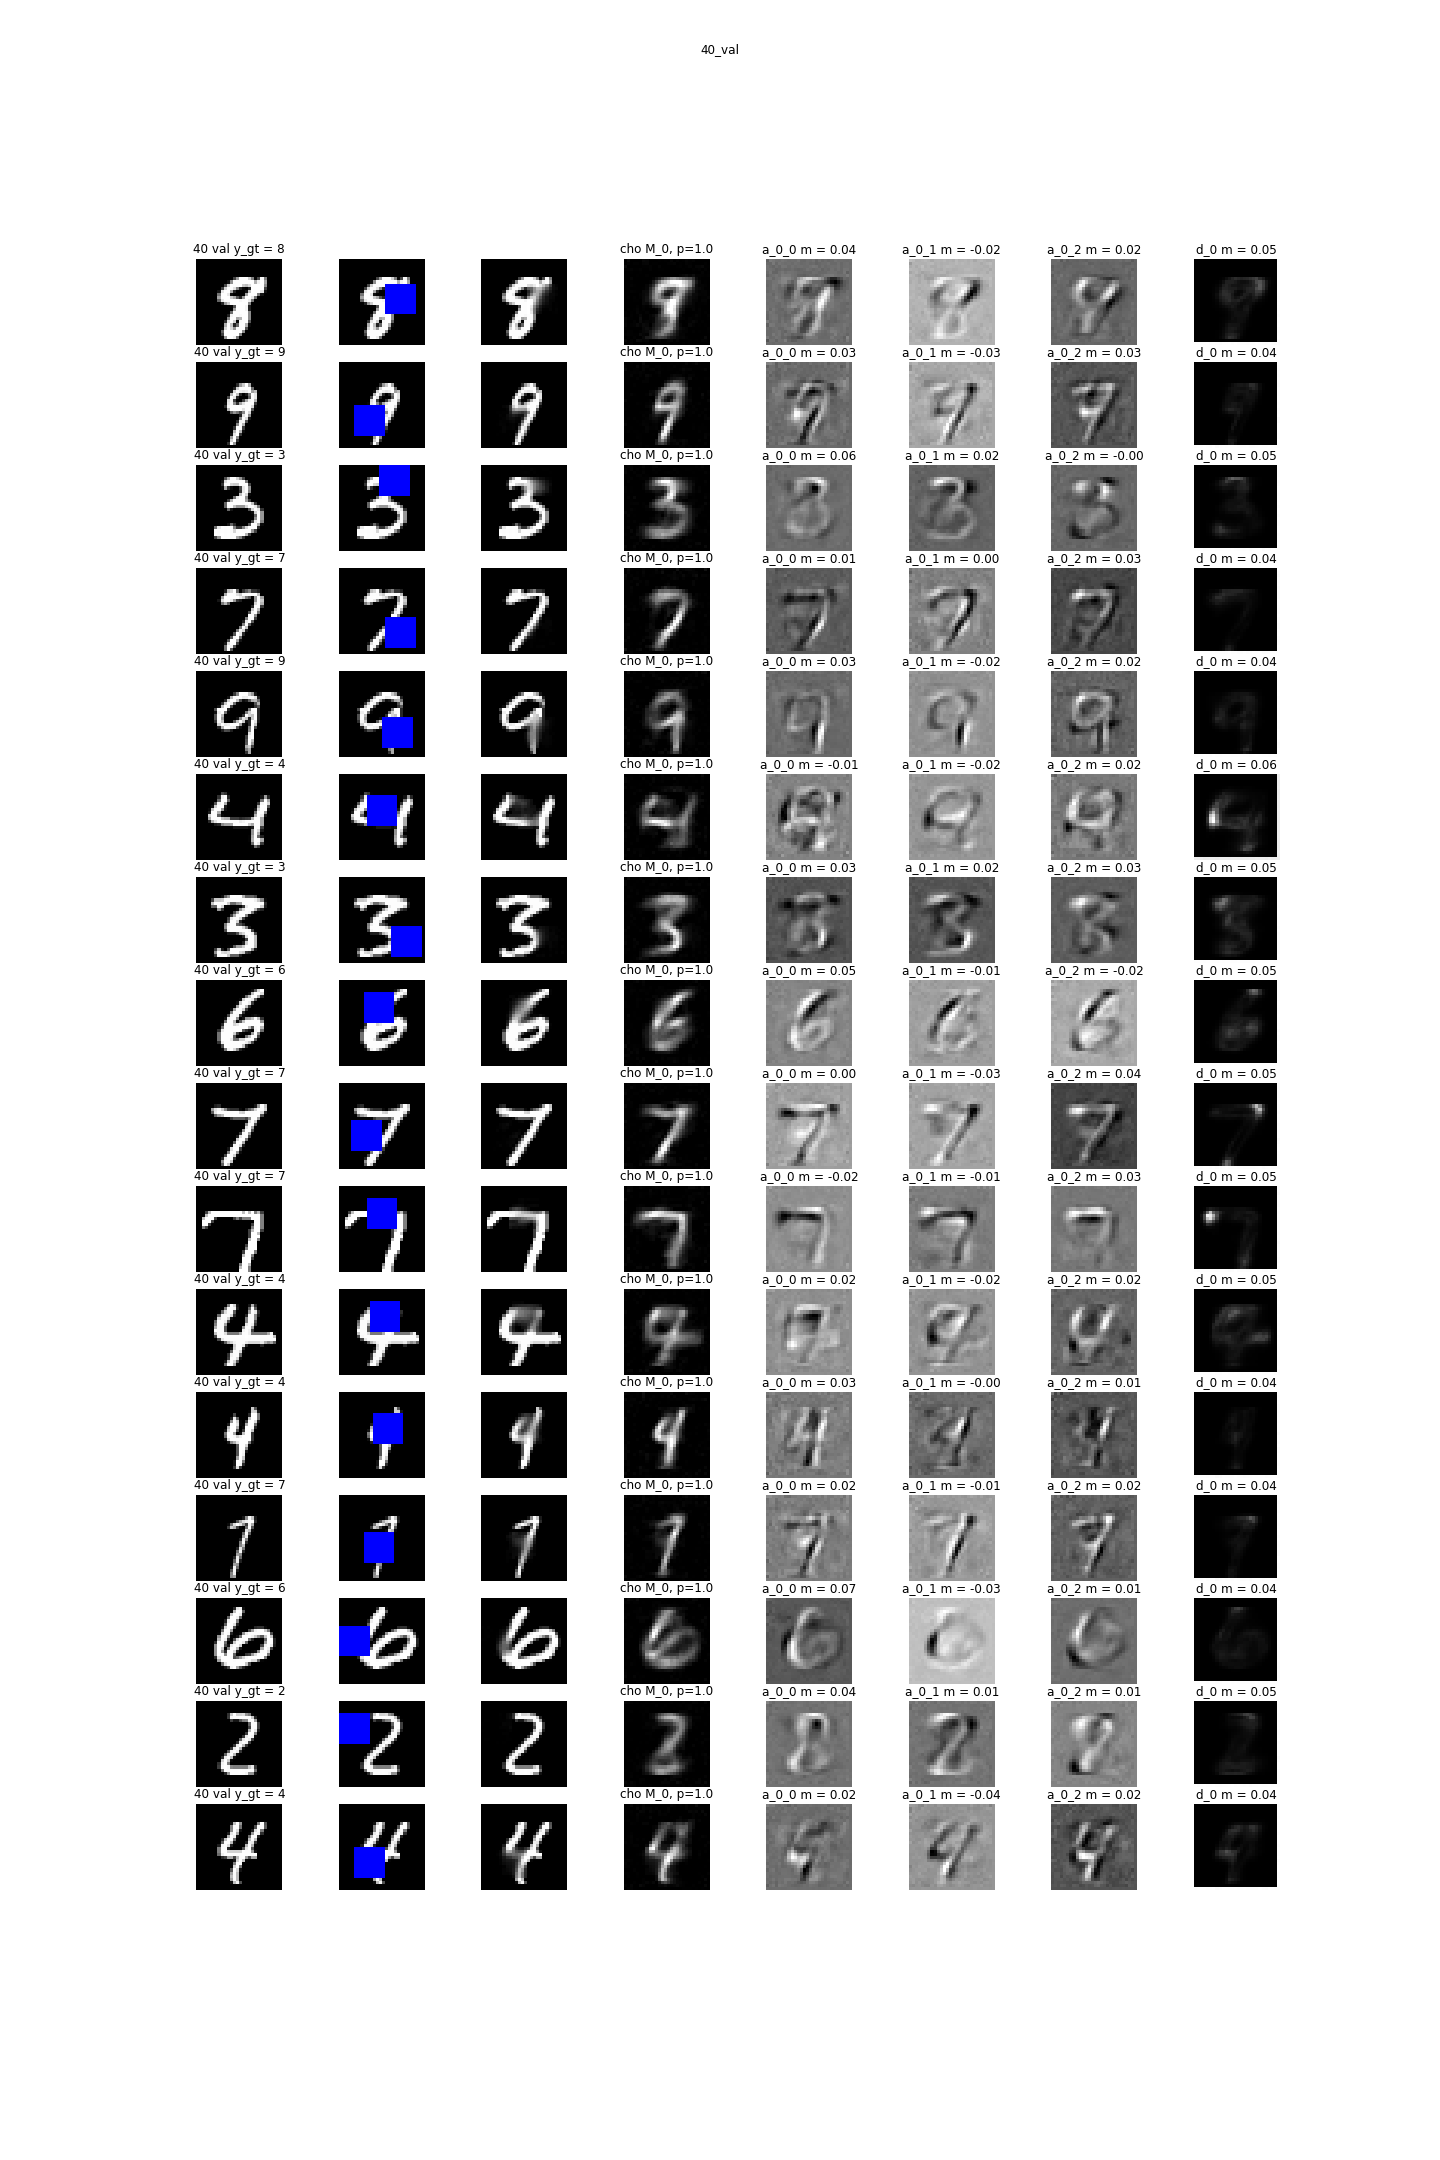 40_val
40 val y_gt = 8 cho M_0, p=1.0 a_0_0 m = 0.04 a_0_1 m = -0.02 a_0_2 m = 0.02 d_0 m = 0.05
40 val y_gt = 9 cho M_0, p=1.0 a_0_0 m = 0.03 a_0_1 m = -0.03 a_0_2 m = 0.03 d_0 m = 0.04
40 val y_gt = 3 cho M_0, p=1.0 a_0_0 m = 0.06 a_0_1 m = 0.02 a_0_2 m = -0.00 d_0 m = 0.05
40 val y_gt = 7 cho M_0, p=1.0 a_0_0 m = 0.01 a_0_1 m = 0.00 a_0_2 m = 0.03 d_0 m = 0.04
40 val y_gt = 9 cho M_0, p=1.0 a_0_0 m = 0.03 a_0_1 m = -0.02 a_0_2 m = 0.02 d_0 m = 0.04
40 val y_gt = 4 cho M_0, p=1.0 a_0_0 m = -0.01 a_0_1 m = -0.02 a_0_2 m = 0.02 d_0 m = 0.06
40 val y_gt = 3 cho M_0, p=1.0 a_0_0 m = 0.03 a_0_1 m = 0.02 a_0_2 m = 0.03 d_0 m = 0.05
40 val y_gt = 6 cho M_0, p=1.0 a_0_0 m = 0.05 a_0_1 m = -0.01 a_0_2 m = -0.02 d_0 m = 0.05
40 val y_gt = 7 cho M_0, p=1.0 a_0_0 m = 0.00 a_0_1 m = -0.03 a_0_2 m = 0.04 d_0 m = 0.05
40 val y_gt = 7 cho M_0, p=1.0 a_0_0 m = -0.02 a_0_1 m = -0.01 a_0_2 m = 0.03 d_0 m = 0.05
40 val y_gt = 4 cho M_0, p=1.0 a_0_0 m = 0.02 a_0_1 m = -0.02 a_0_2 m = 0.02 d_0 m = 0.05
40 val y_gt = 4 cho M_0, p=1.0 a_0_0 m = 0.03 a_0_1 m = -0.00 a_0_2 m = 0.01 d_0 m = 0.04
40 val y_gt = 7 cho M_0, p=1.0 a_0_0 m = 0.02 a_0_1 m = -0.01 a_0_2 m = 0.02 d_0 m = 0.04
40 val y_gt = 6 cho M_0, p=1.0 a_0_0 m = 0.07 a_0_1 m = -0.03 a_0_2 m = 0.01 d_0 m = 0.04
40 val y_gt = 2 cho M_0, p=1.0 a_0_0 m = 0.04 a_0_1 m = 0.01 a_0_2 m = 0.01 d_0 m = 0.05
40 val y_gt = 4 cho M_0, p=1.0 a_0_0 m = 0.02 a_0_1 m = -0.04 a_0_2 m = 0.02 d_0 m = 0.04